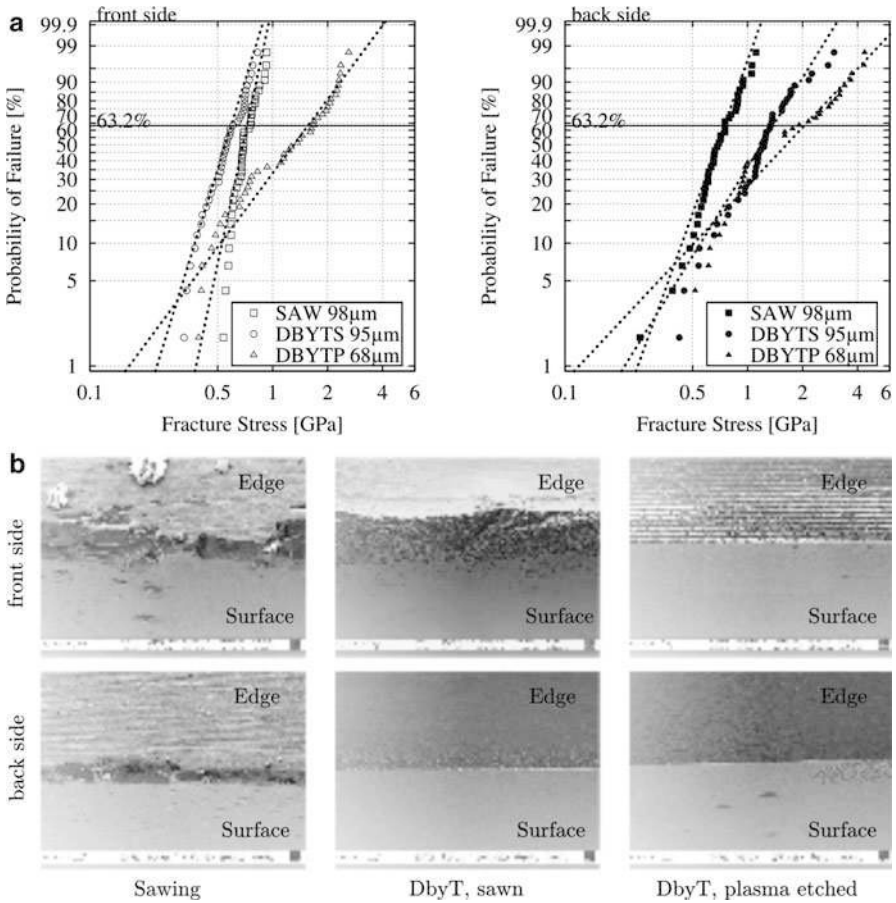 a
front side
99.9
99
90
80
70
60
50
40
30
20
10
5
1
63.2%
Probability of Failure [%]
SAW 98μm
DBYTS 95μm
DBYTP 68μm
0.1 0.5 1 2 4 6
Fracture Stress [GPa]
back side
99.9
99
90
80
70
60
50
40
30
20
10
5
1
63.2%
Probability of Failure [%]
SAW 98μm
DBYTS 95μm
DBYTP 68μm
0.1 0.5 1 2 4 6
Fracture Stress [GPa]
b
front side
Edge
Surface
Edge
Surface
Edge
Surface
back side
Edge
Surface
Edge
Surface
Edge
Surface
Sawing
DbyT, sawn
DbyT, plasma etched